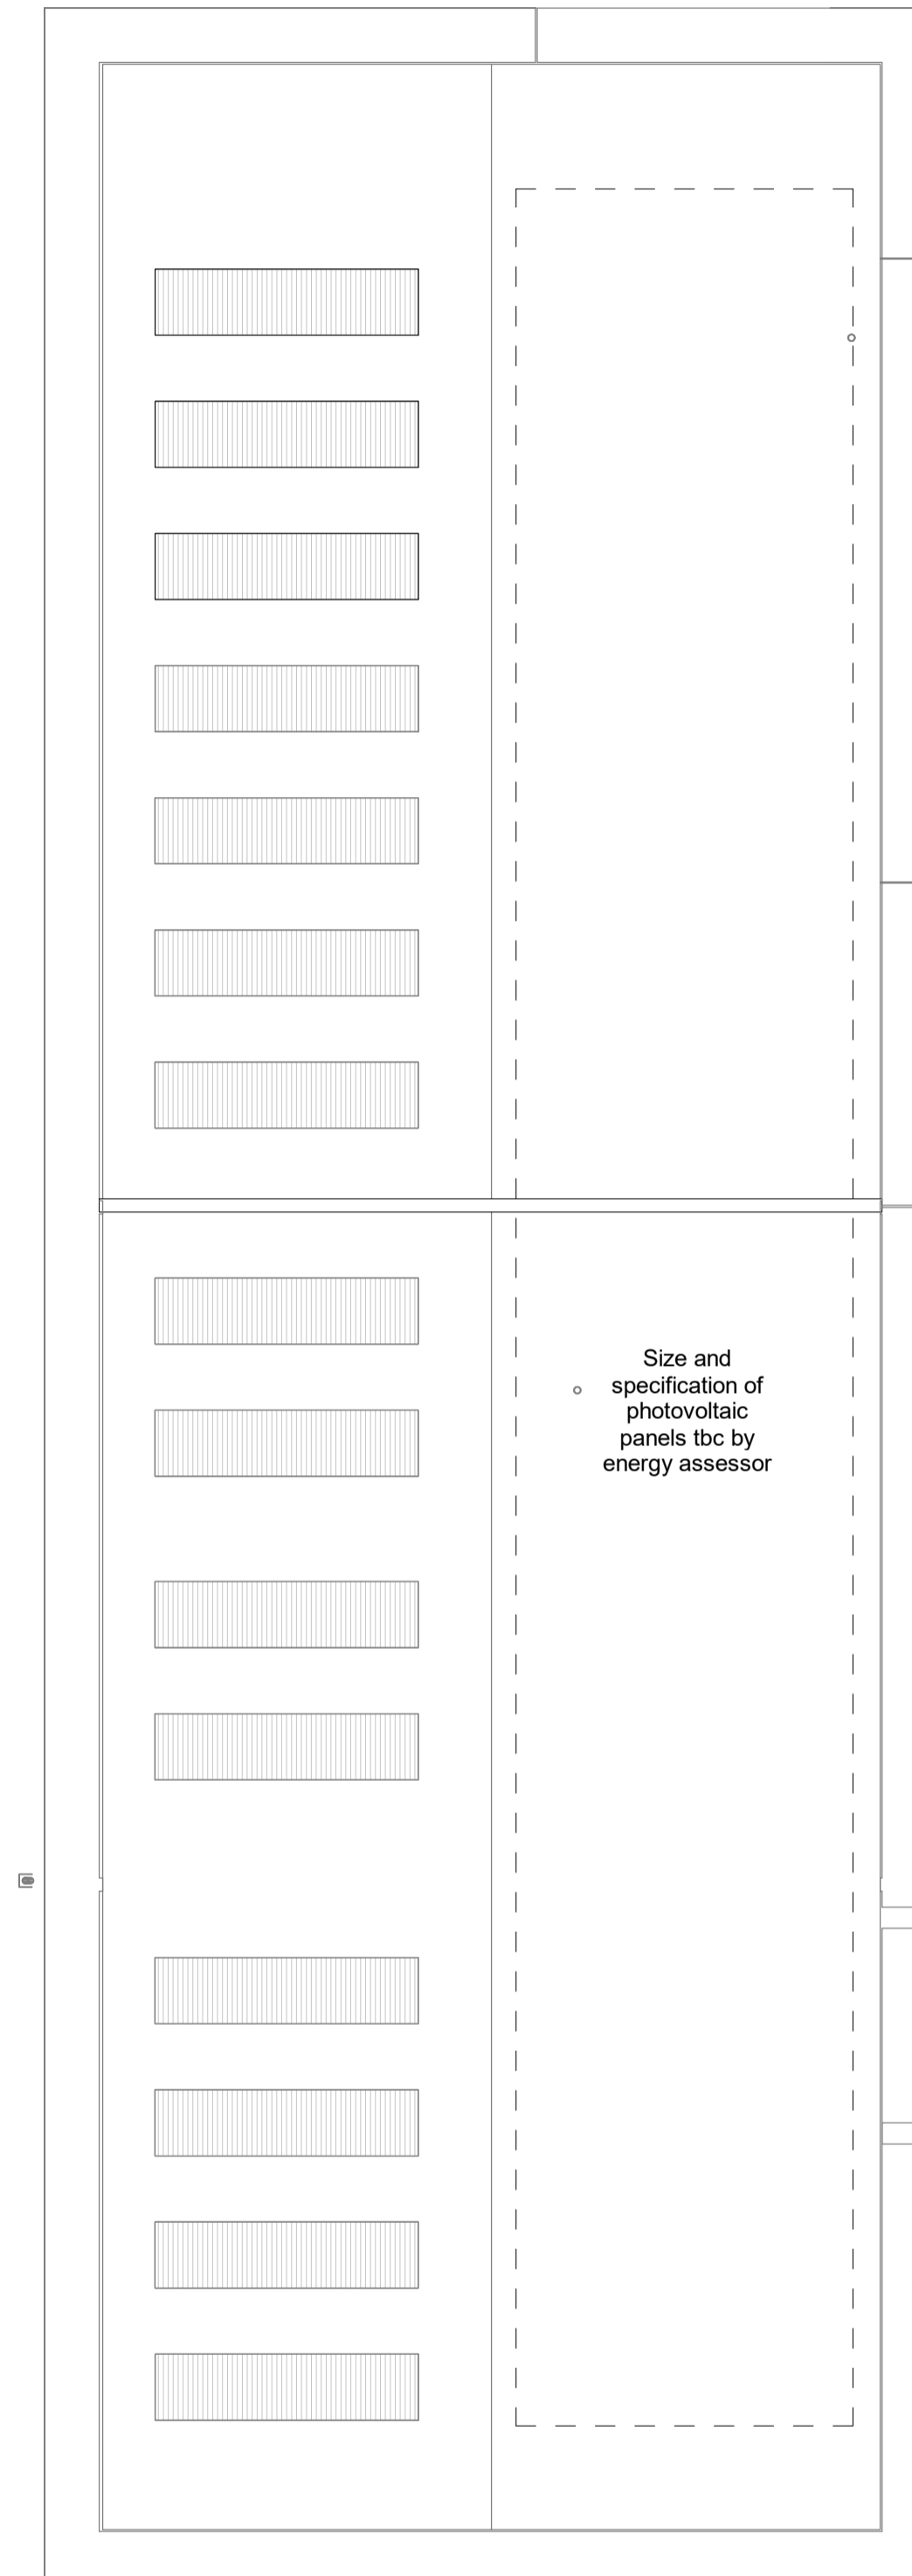 Size and
specification of
photovoltaic
panels tbc by
energy assessor